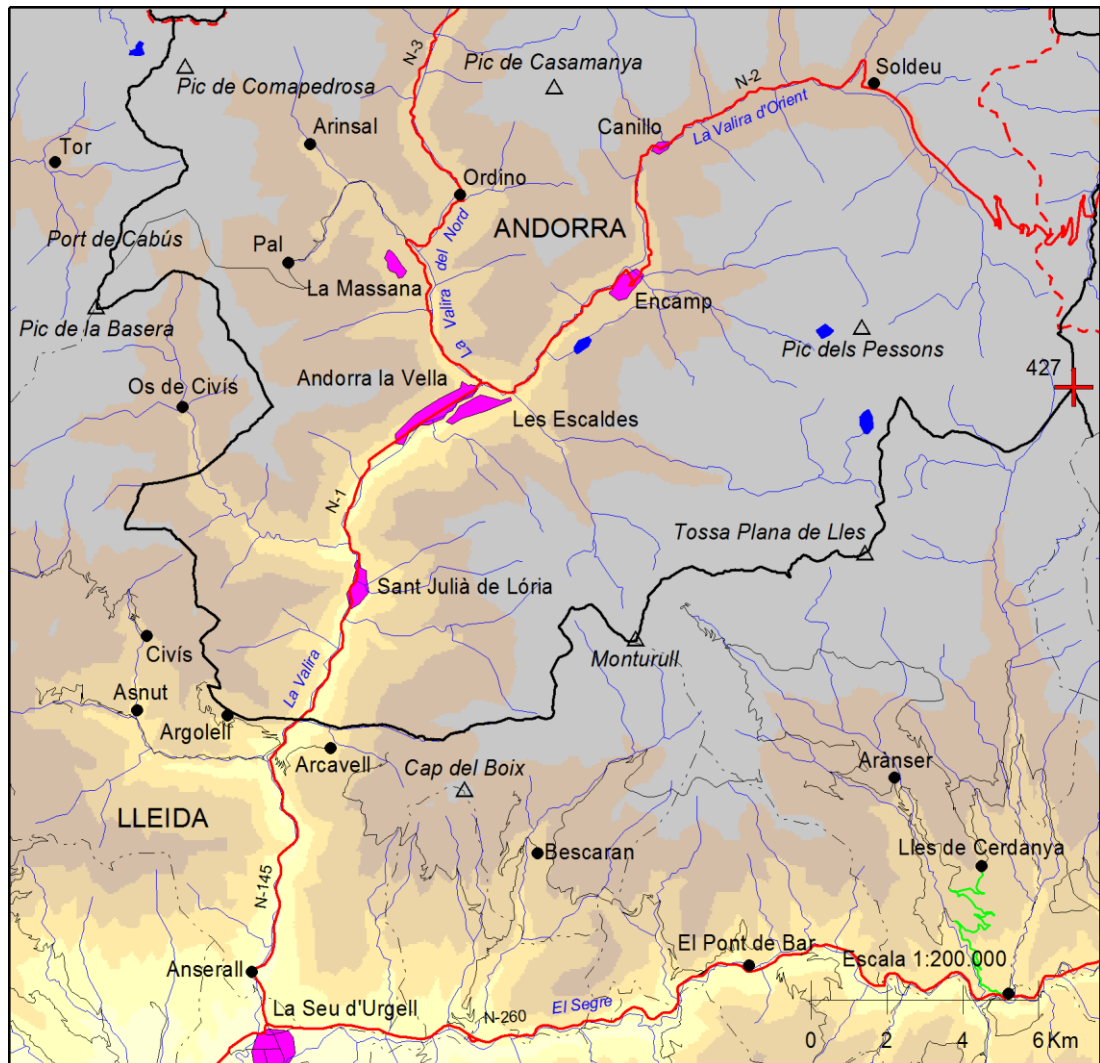 N-3
Pic de Casamanya
N-2
Soldeu
Pic de Comapedrosa
La Valira d'Orient
Arinsal
Canillo
Tor
Ordino
ANDORRA
Port de Cabús
Pal
La Valira del Nord
La Massana
Encamp
Pic de la Basera
Pic dels Pessons
427
Andorra la Vella
Os de Civís
Les Escaldes
N-1
Tossa Plana de Lles
Sant Julià de Lória
Civís
La Valira
Monturull
Asnut
Argolell
Arcavell
Cap del Boix
Arànser
LLEIDA
Bescaran
Lles de Cerdanya
N-145
El Pont de Bar
Escala 1:200.000
Anserall
La Seu d'Urgell
El Segre
N-260
0 2 4 6 Km